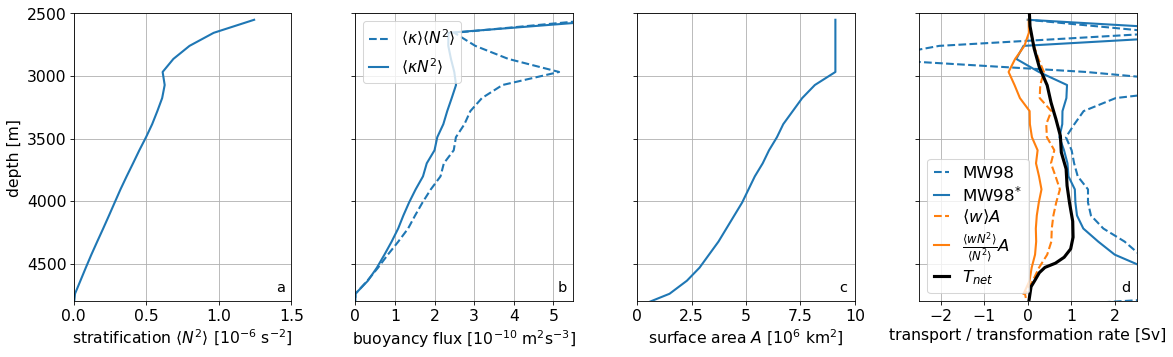 2500
3000
3500
4000
4500
depth [m]
0.0 0.5 1.0 1.5
stratification ⟨N²⟩ [10⁻⁶ s⁻²]
a
⟨κ⟩⟨N²⟩
⟨κN²⟩
0 1 2 3 4 5
buoyancy flux [10⁻¹⁰ m²s⁻³]
b
0.0 2.5 5.0 7.5 10
surface area A [10⁶ km²]
c
MW98
MW98*
⟨w⟩A
⟨wN²⟩/⟨N²⟩ A
T_net
−2 −1 0 1 2
transport / transformation rate [Sv]
d